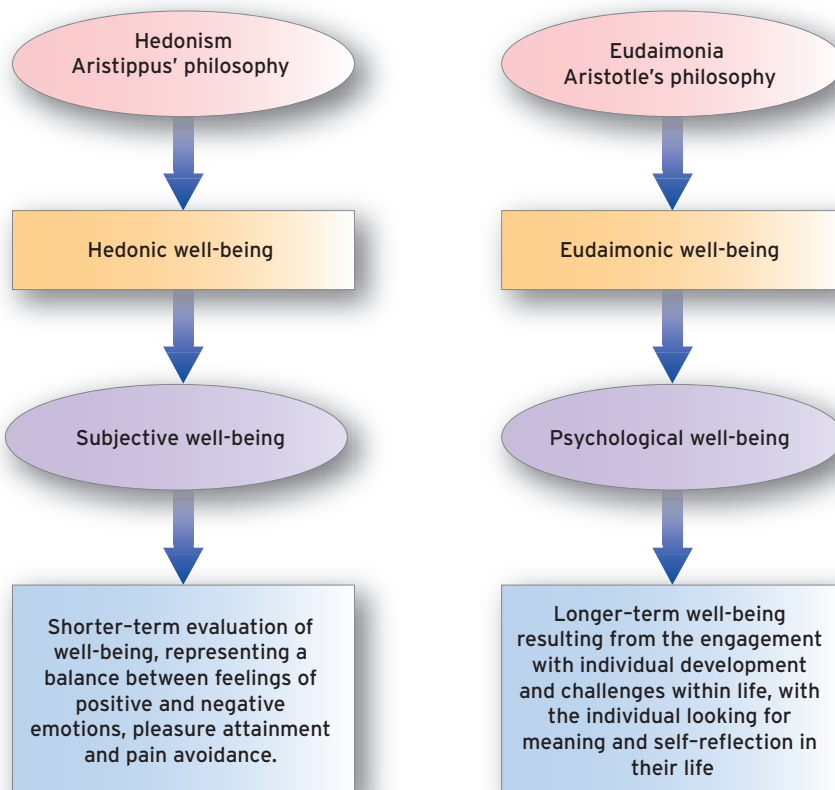 Hedonism
Aristippus’ philosophy
Hedonic well-being
Subjective well-being
Shorter–term evaluation of
well-being, representing a
balance between feelings of
positive and negative
emotions, pleasure attainment
and pain avoidance.
Eudaimonia
Aristotle’s philosophy
Eudaimonic well-being
Psychological well-being
Longer–term well-being
resulting from the engagement
with individual development
and challenges within life, with
the individual looking for
meaning and self–reflection in
their life